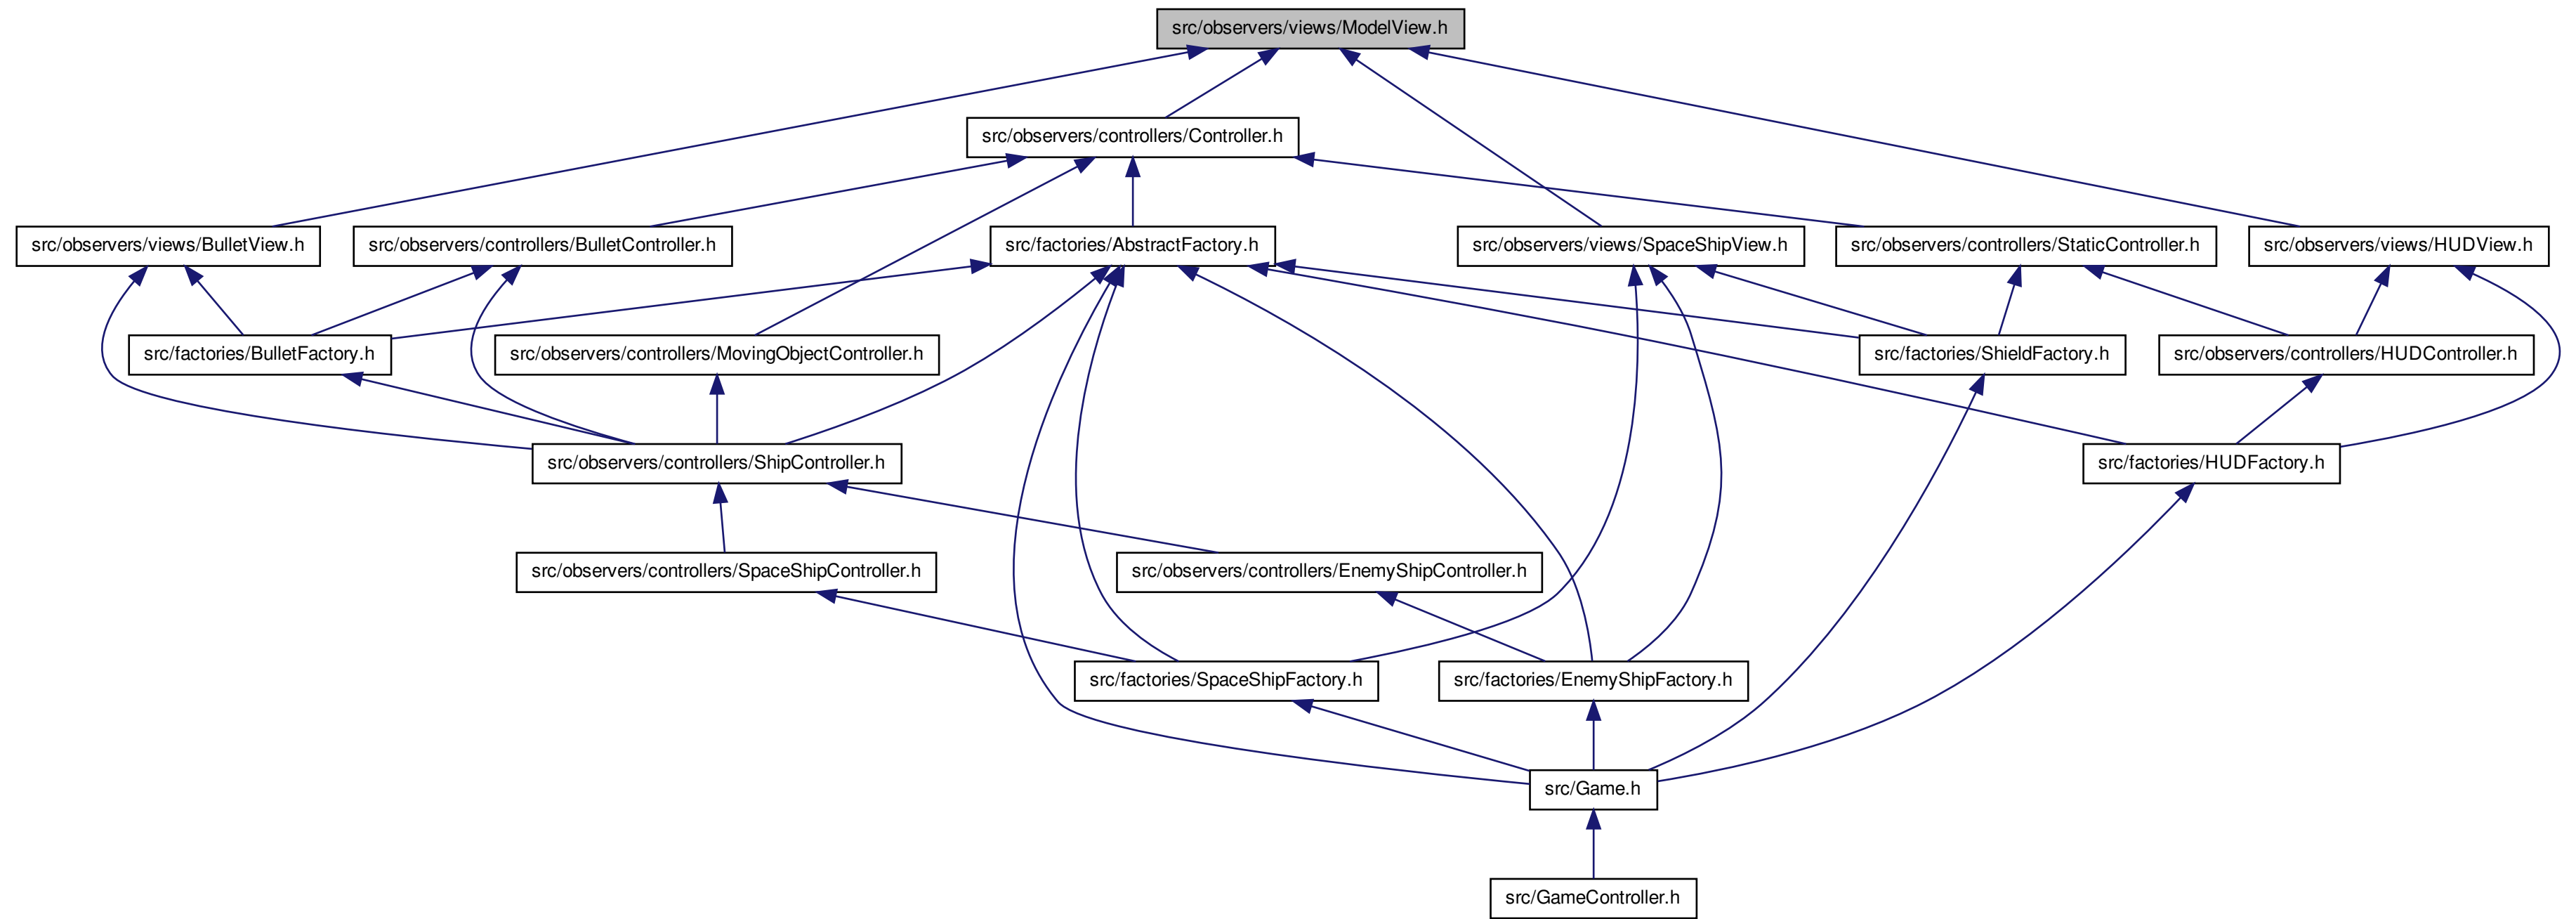 src/observers/views/ModelView.h
src/observers/controllers/Controller.h
src/observers/views/BulletView.h
src/observers/controllers/BulletController.h
src/factories/AbstractFactory.h
src/observers/views/SpaceShipView.h
src/observers/controllers/StaticController.h
src/observers/views/HUDView.h
src/factories/BulletFactory.h
src/observers/controllers/MovingObjectController.h
src/factories/ShieldFactory.h
src/observers/controllers/HUDController.h
src/observers/controllers/ShipController.h
src/factories/HUDFactory.h
src/observers/controllers/SpaceShipController.h
src/observers/controllers/EnemyShipController.h
src/factories/SpaceShipFactory.h
src/factories/EnemyShipFactory.h
src/Game.h
src/GameController.h